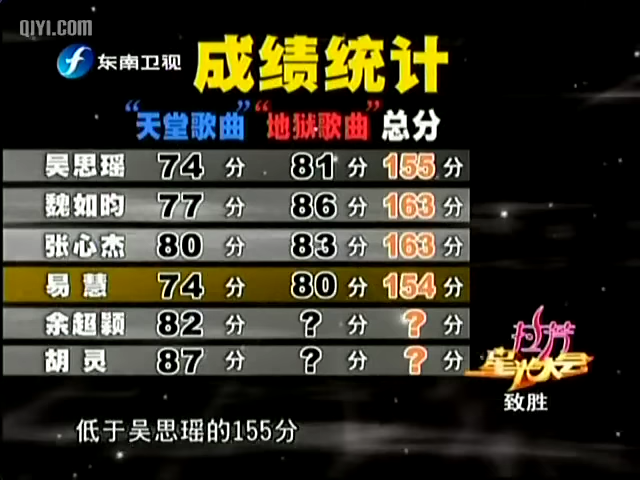 QIYI.com
东南卫视
成绩统计
“天堂歌曲” “地狱歌曲” 总分
吴思瑶 74 分 81 分 155 分
魏如昀 77 分 86 分 163 分
张心杰 80 分 83 分 163 分
易慧 74 分 80 分 154 分
余超颖 82 分 ? 分 ? 分
胡灵 87 分 ? 分 ? 分
致胜
低于吴思瑶的155分